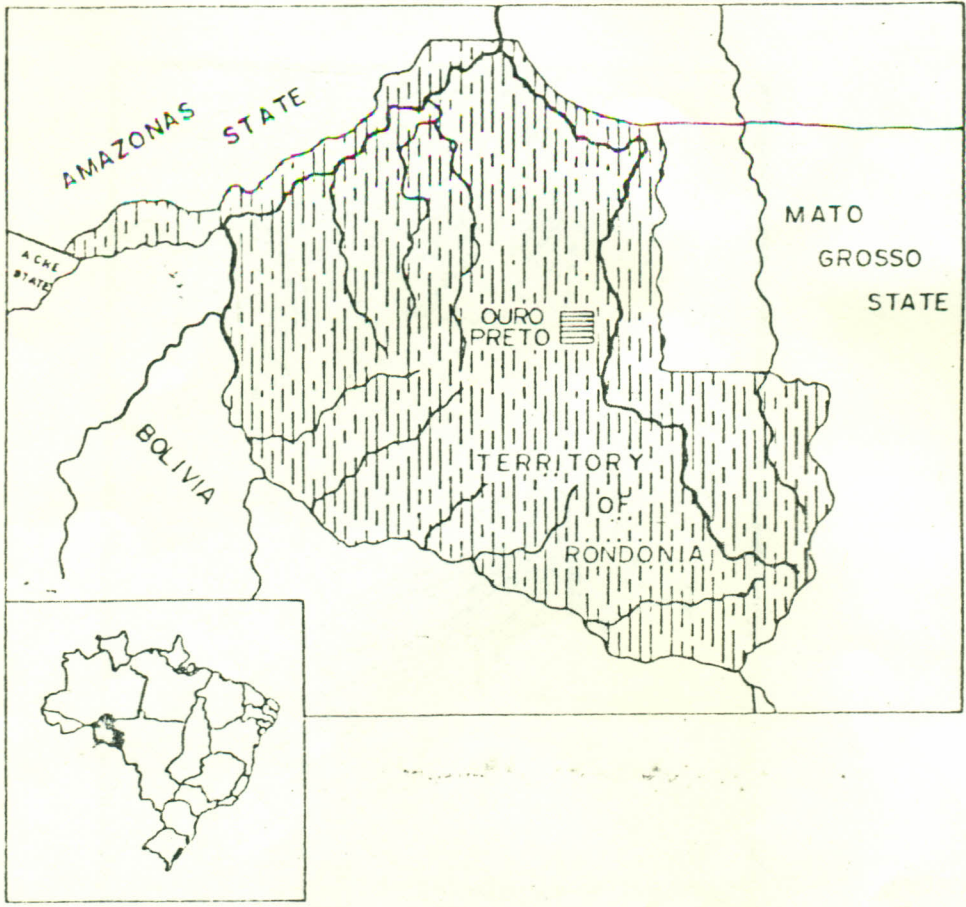 AMAZONAS STATE
ACRE
STATE
MATO
GROSSO
STATE
OURO
PRETO
BOLIVIA
TERRITORY
OF
RONDONIA